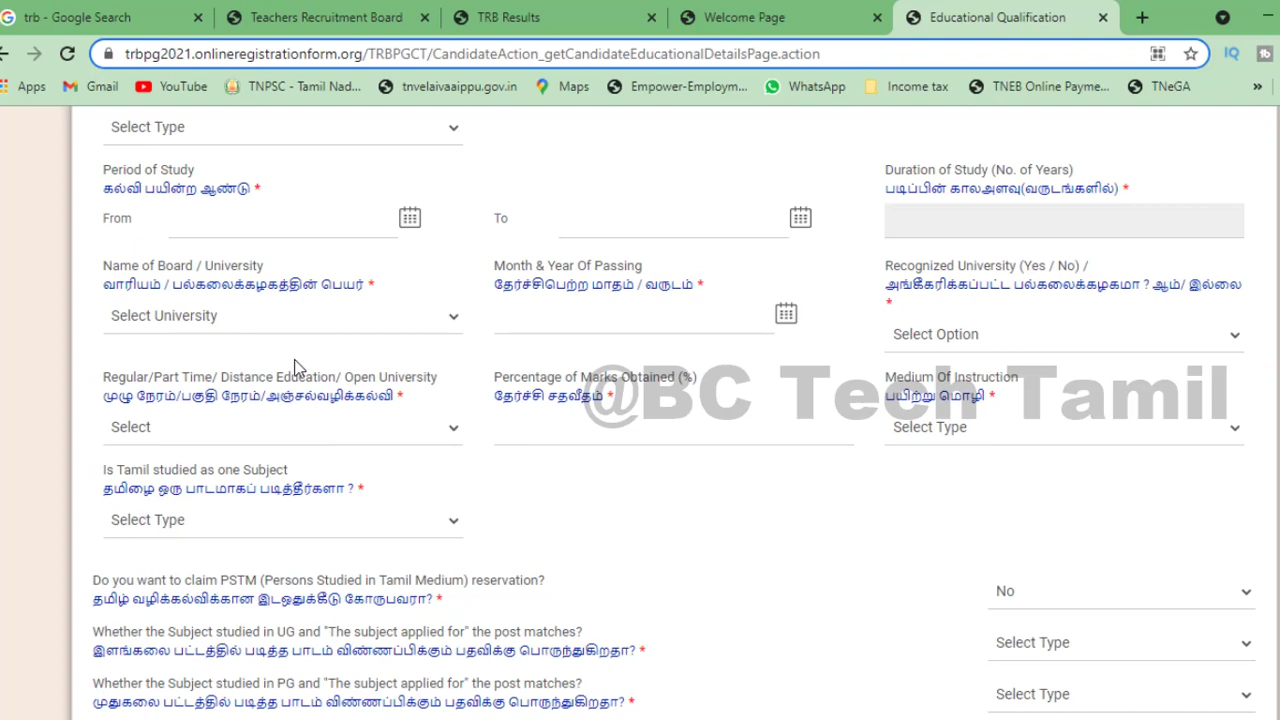 trb - Google Search
Teachers Recruitment Board
TRB Results
Welcome Page
Educational Qualification
trbpg2021.onlineregistrationform.org/TRBPGCT/CandidateAction_getCandidateEducationalDetailsPage.action
Apps
Gmail
YouTube
TNPSC - Tamil Nad...
tnvelaivaaippu.gov.in
Maps
Empower-Employm...
WhatsApp
Income tax
TNEB Online Payme...
TNeGA
»
Select Type
Period of Study
கல்வி பயின்ற ஆண்டு *
Duration of Study (No. of Years)
படிப்பின் காலஅளவு(வருடங்களில்) *
From
To
Name of Board / University
வாரியம் / பல்கலைக்கழகத்தின் பெயர் *
Month & Year Of Passing
தேர்ச்சிபெற்ற மாதம் / வருடம் *
Recognized University (Yes / No) /
அங்கீகரிக்கப்பட்ட பல்கலைக்கழகமா ? ஆம்/ இல்லை
*
Select University
Select Option
Regular/Part Time/ Distance Education/ Open University
முழு நேரம்/பகுதி நேரம்/அஞ்சல்வழிக்கல்வி *
Percentage of Marks Obtained (%)
தேர்ச்சி சதவீதம் *
Medium Of Instruction
பயிற்று மொழி *
@BC Tech Tamil
Select
Select Type
Is Tamil studied as one Subject
தமிழை ஒரு பாடமாகப் படித்தீர்களா ? *
Select Type
Do you want to claim PSTM (Persons Studied in Tamil Medium) reservation?
தமிழ் வழிக்கல்விக்கான இடஒதுக்கீடு கோருபவரா? *
No
Whether the Subject studied in UG and "The subject applied for" the post matches?
இளங்கலை பட்டத்தில் படித்த பாடம் விண்ணப்பிக்கும் பதவிக்கு பொருந்துகிறதா? *
Select Type
Whether the Subject studied in PG and "The subject applied for" the post matches?
முதுகலை பட்டத்தில் படித்த பாடம் விண்ணப்பிக்கும் பதவிக்கு பொருந்துகிறதா? *
Select Type